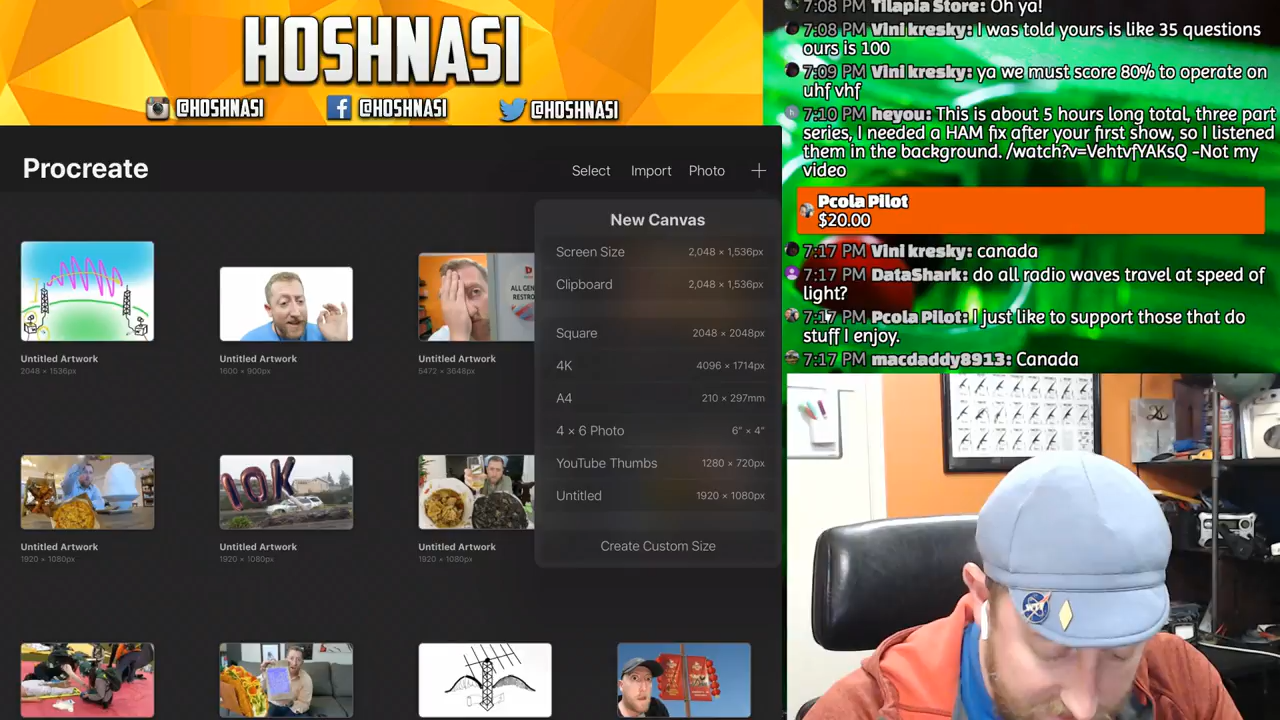 HOSHNASI
@HOSHNASI
@HOSHNASI
@HOSHNASI
Procreate
Select
Import
Photo
New Canvas
Screen Size 2,048 × 1,536px
Clipboard 2,048 × 1,536px
Square 2048 × 2048px
4K 4096 × 1714px
A4 210 × 297mm
4 × 6 Photo 6" × 4"
YouTube Thumbs 1280 × 720px
Untitled 1920 × 1080px
Create Custom Size
Untitled Artwork
2048 × 1536px
Untitled Artwork
1600 × 900px
ALL GEN
RESTRO
Untitled Artwork
5472 × 3648px
Untitled Artwork
1920 × 1080px
10K
Untitled Artwork
1920 × 1080px
Untitled Artwork
1920 × 1080px
7:08 PM Tilapia Store: Oh ya!
7:08 PM Vini kresky: I was told yours is like 35 questions
ours is 100
7:09 PM Vini kresky: ya we must score 80% to operate on
uhf vhf
h 7:10 PM heyou: This is about 5 hours long total, three part
series, I needed a HAM fix after your first show, so I listened
them in the background. /watch?v=VehtvfYAKsQ -Not my
video
Pcola Pilot
$20.00
7:17 PM Vini kresky: canada
7:17 PM DataShark: do all radio waves travel at speed of
light?
7:17 PM Pcola Pilot: I just like to support those that do
stuff I enjoy.
7:17 PM macdaddy8913: Canada